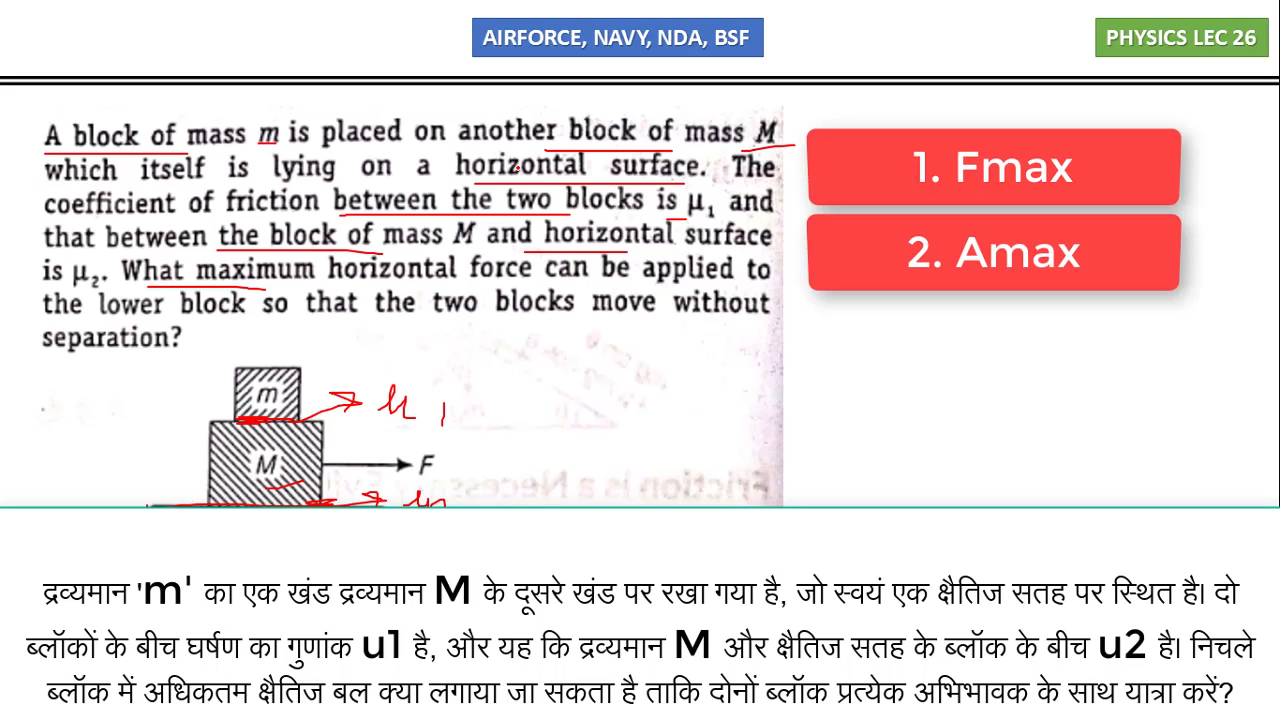 AIRFORCE, NAVY, NDA, BSF
PHYSICS LEC 26
A block of mass m is placed on another block of mass M
which itself is lying on a horizontal surface. The
coefficient of friction between the two blocks is μ₁ and
that between the block of mass M and horizontal surface
is μ₂. What maximum horizontal force can be applied to
the lower block so that the two blocks move without
separation?
1. Fmax
2. Amax
m
μ 1
M
F
Friction is a Necessary Evil
द्रव्यमान 'm' का एक खंड द्रव्यमान M के दूसरे खंड पर रखा गया है, जो स्वयं एक क्षैतिज सतह पर स्थित है। दो
ब्लॉकों के बीच घर्षण का गुणांक u1 है, और यह कि द्रव्यमान M और क्षैतिज सतह के ब्लॉक के बीच u2 है। निचले
ब्लॉक में अधिकतम क्षैतिज बल क्या लगाया जा सकता है ताकि दोनों ब्लॉक प्रत्येक अभिभावक के साथ यात्रा करें?